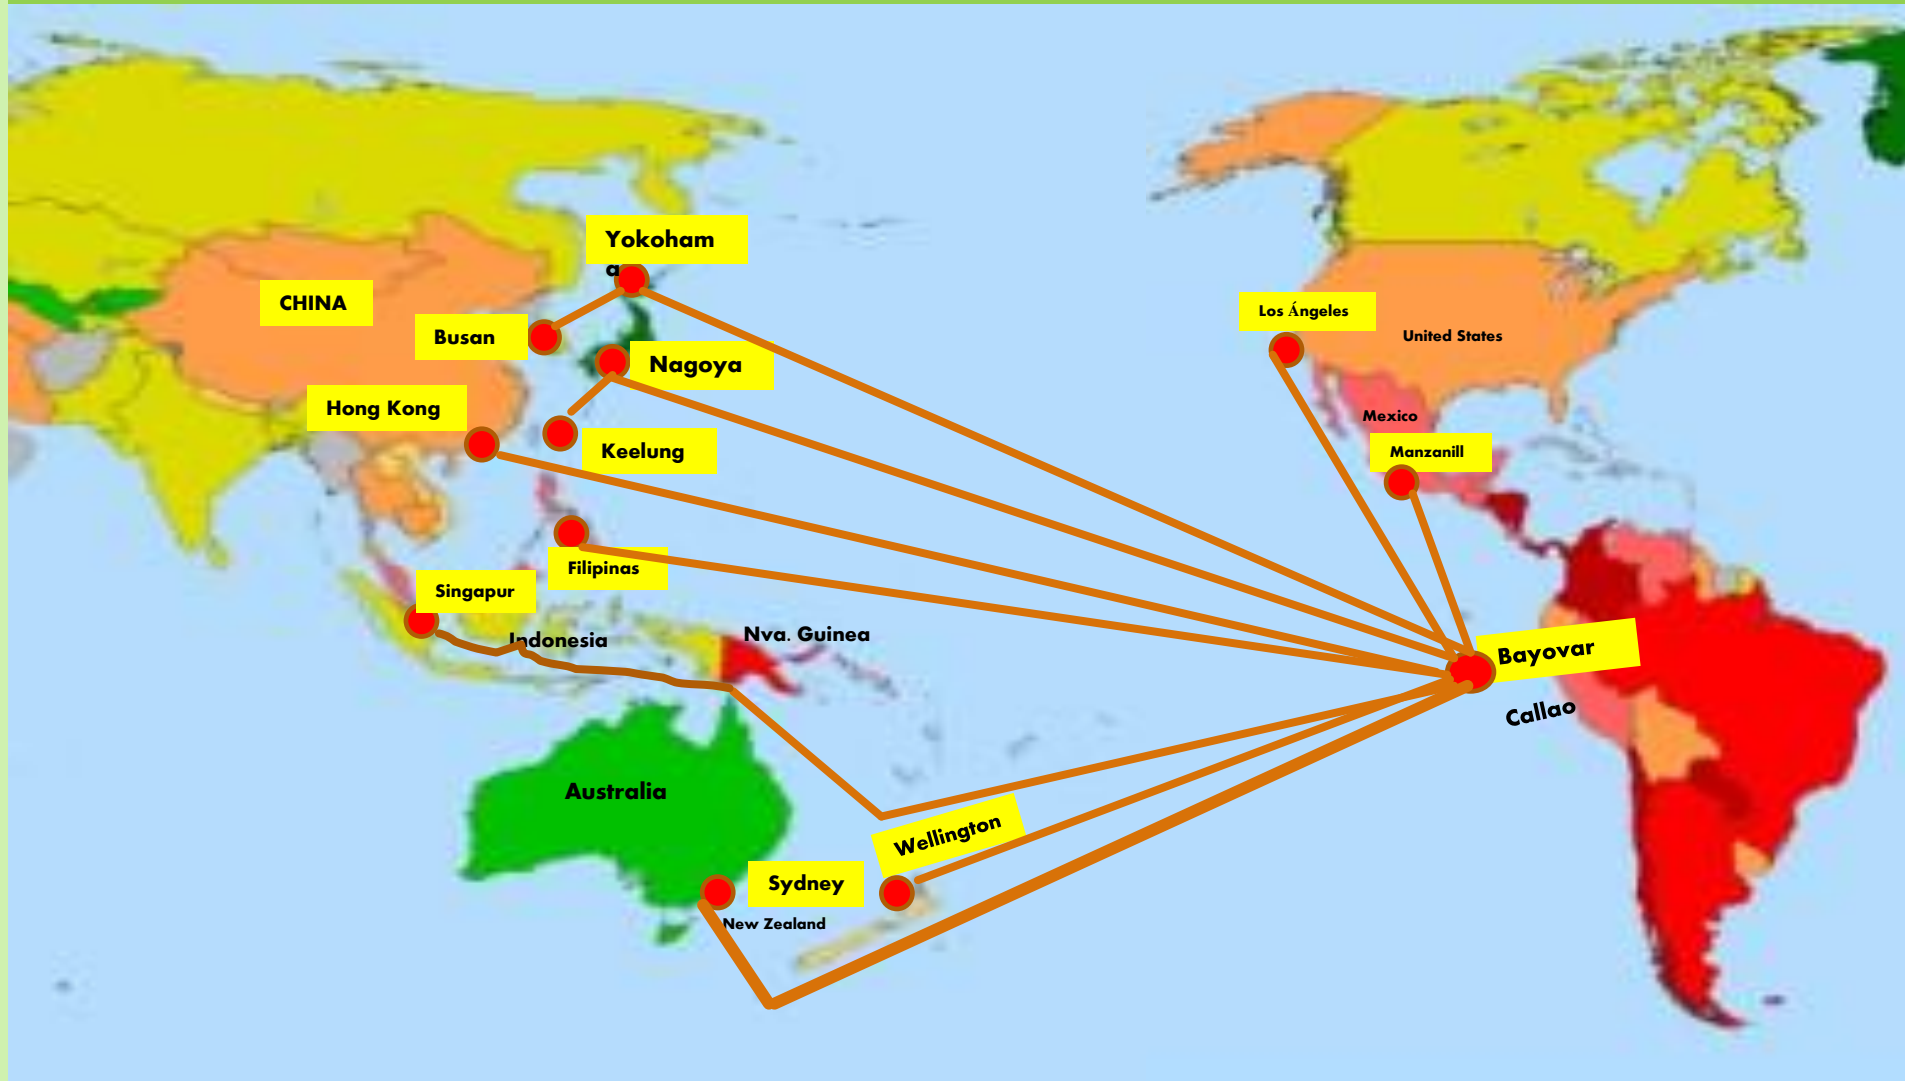 Yokoham
a
CHINA
Busan
Nagoya
Hong Kong
Keelung
Filipinas
Singapur
Indonesia
Nva. Guinea
Australia
Sydney
New Zealand
Wellington
Los Ángeles
United States
Mexico
Manzanill
Bayovar
Callao